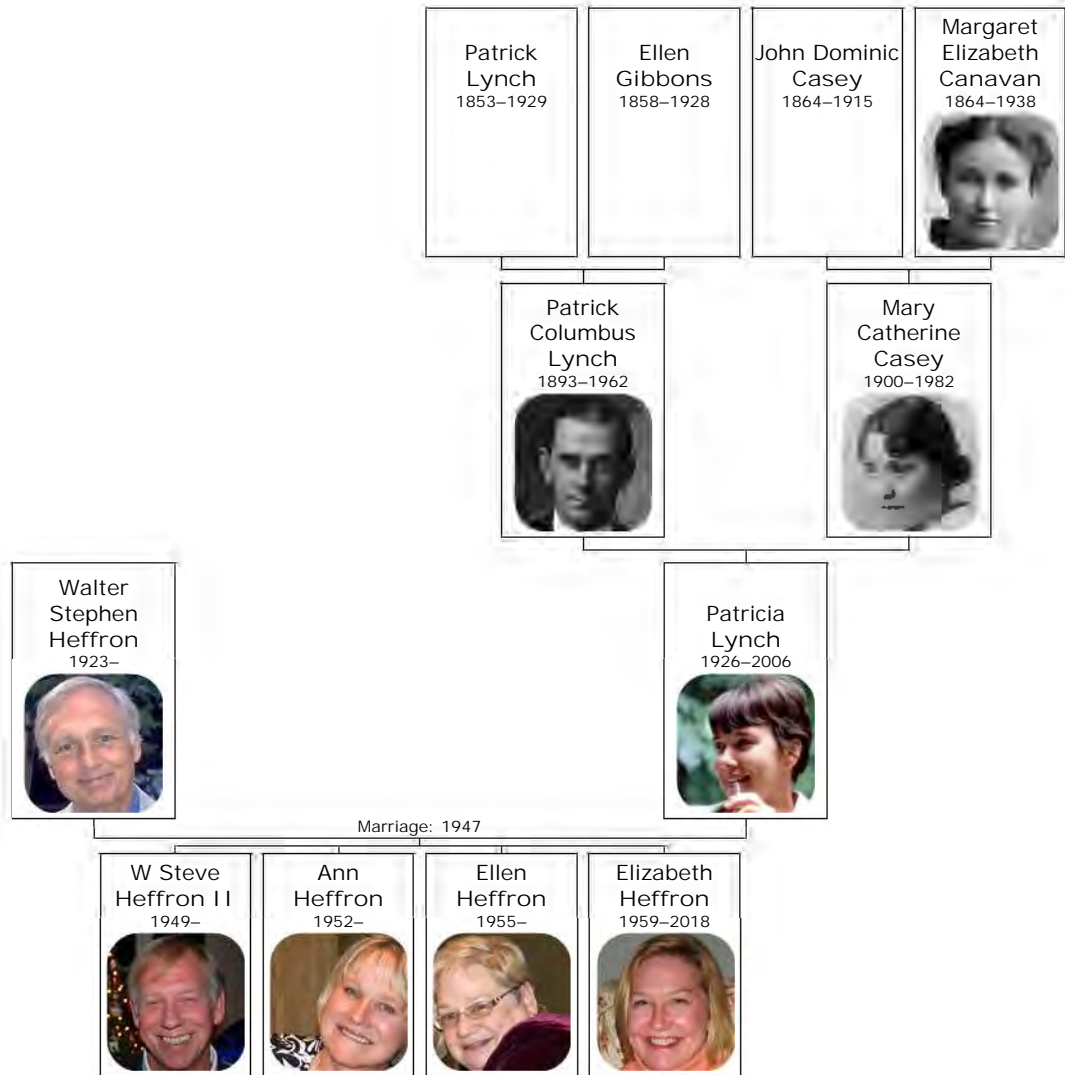 Patrick
Lynch
1853–1929
Ellen
Gibbons
1858–1928
John Dominic
Casey
1864–1915
Margaret
Elizabeth
Canavan
1864–1938
Patrick
Columbus
Lynch
1893–1962
Mary
Catherine
Casey
1900–1982
Walter
Stephen
Heffron
1923–
Patricia
Lynch
1926–2006
Marriage: 1947
W Steve
Heffron II
1949–
Ann
Heffron
1952–
Ellen
Heffron
1955–
Elizabeth
Heffron
1959–2018